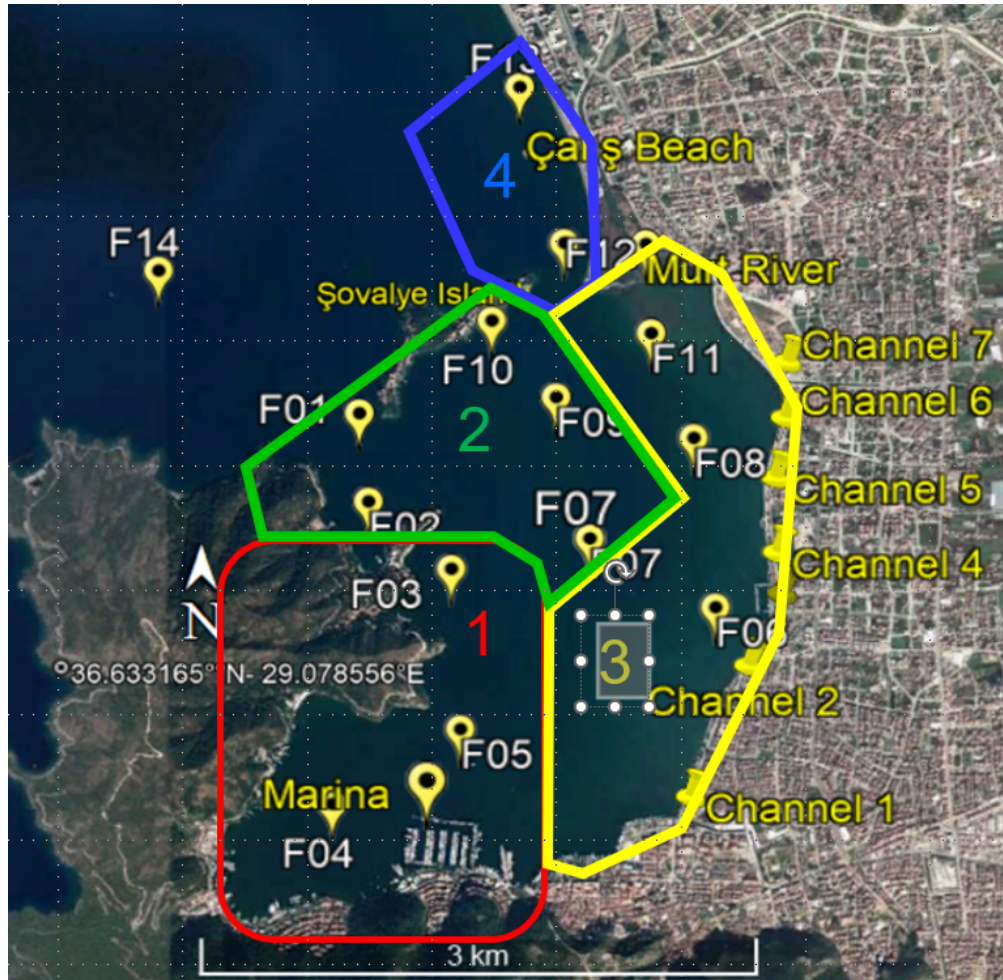 F13
Çalış Beach
4
F14
F12
Murt River
Şovalye Island
F10
F11
Channel 7
F01
2
F09
Channel 6
F08
Channel 5
F02
F07
F07
Channel 4
F03
N
1
F06
36.633165°N- 29.078556°E
3
Channel 2
F05
Marina
Channel 1
F04
3 km